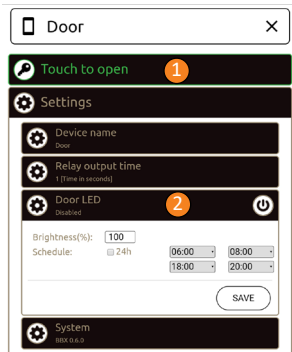 Door
Touch to open 1
Settings
Device name
Door
Relay output time
1 [Time in seconds]
Door LED 2
Disabled
Brightness(%): 100
Schedule: 24h 06:00 08:00
18:00 20:00
SAVE
System
BBX 0.6.0